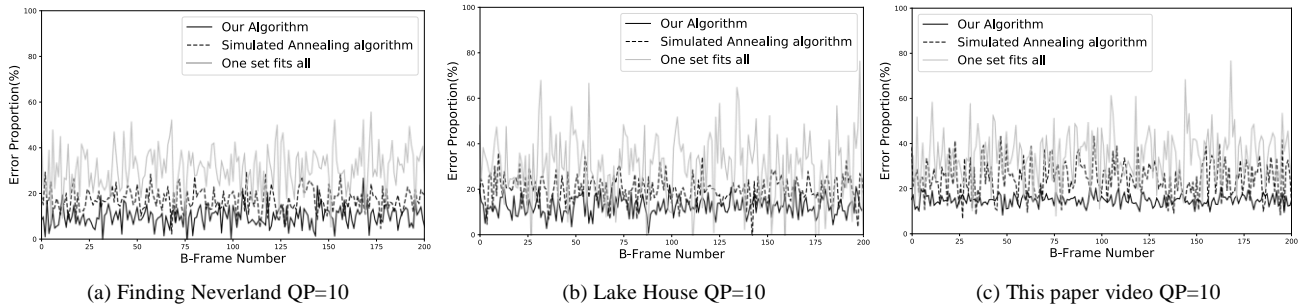 Our Algorithm
Simulated Annealing algorithm
One set fits all
Error Proportion(%)
100
80
60
40
20
0
0 25 50 75 100 125 150 175 200
B-Frame Number
(a) Finding Neverland QP=10
Our Algorithm
Simulated Annealing algorithm
One set fits all
Error Proportion(%)
100
80
60
40
20
0
0 25 50 75 100 125 150 175 200
B-Frame Number
(b) Lake House QP=10
Our Algorithm
Simulated Annealing algorithm
One set fits all
Error Proportion(%)
100
80
60
40
20
0
0 25 50 75 100 125 150 175 200
B-Frame Number
(c) This paper video QP=10